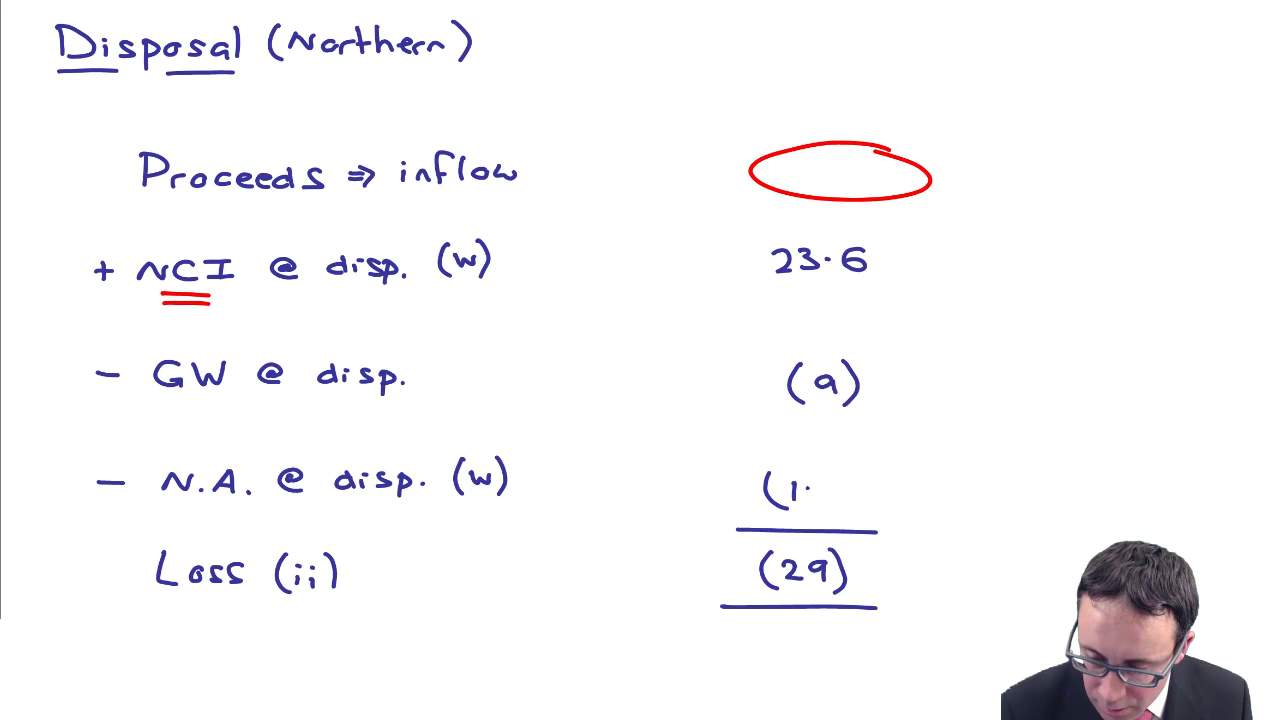 Disposal (Northern)
Proceeds ⇒ inflow
+ NCI @ disp. (W) 23.6
- GW @ disp. (9)
- N.A. @ disp. (W) (1·
Loss (ii) (29)